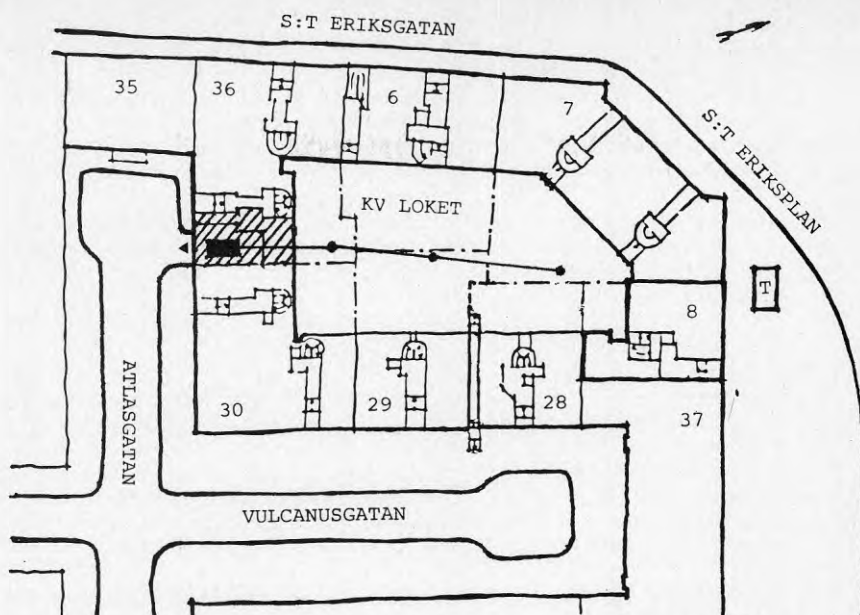 S:T ERIKSGATAN
35
36
6
7
S:T ERIKSPLAN
KV LOKET
T
8
ATLASGATAN
30
29
28
37
VULCANUSGATAN